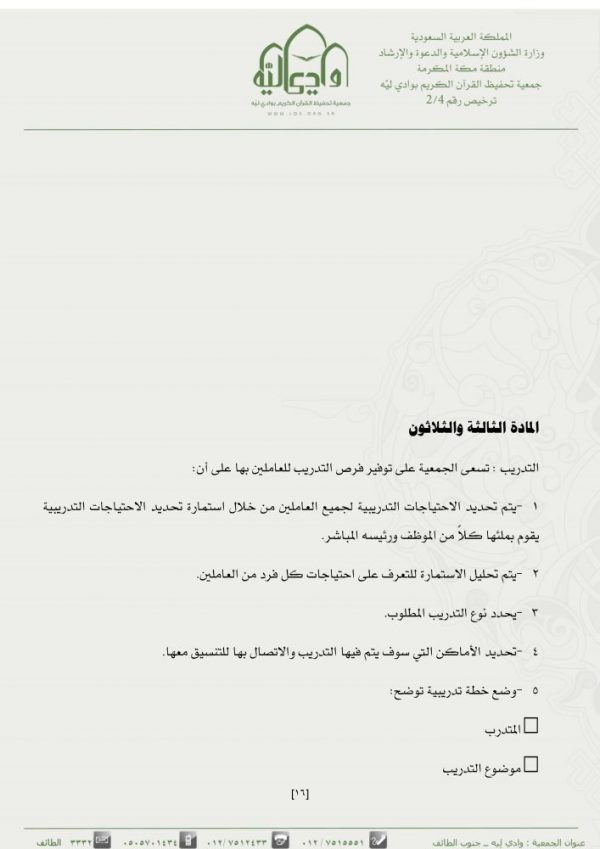 المملكة العربية السعودية
وزارة الشؤون الإسلامية والدعوة والإرشاد
منطقة مكة المكرمة
جمعية تحفيظ القرآن الكريم بوادي ليّه
ترخيص رقم 2/4
وادي ليّه
جمعية تحفيظ القرآن الكريم بوادي ليّه
المادة الثالثة والثلاثون
التدريب : تسعى الجمعية على توفير فرص التدريب للعاملين بها على أن:
١ -يتم تحديد الاحتياجات التدريبية لجميع العاملين من خلال استمارة تحديد الاحتياجات التدريبية
يقوم بملئها كلاً من الموظف ورئيسه المباشر.
٢ -يتم تحليل الاستمارة للتعرف على احتياجات كل فرد من العاملين.
٣ -يحدد نوع التدريب المطلوب.
٤ -تحديد الأماكن التي سوف يتم فيها التدريب والاتصال بها للتنسيق معها.
٥ -وضع خطة تدريبية توضح:
□المتدرب
□موضوع التدريب
[١٦]
عنوان الجمعية : وادي ليه ــ جنوب الطائف ٠١٢/٧٥١٥٥٥١ ٠١٢/٧٥١٢٤٣٣ ٠٥٠٥٧٠١٤٣٤ ٣٣٣٢ الطائف